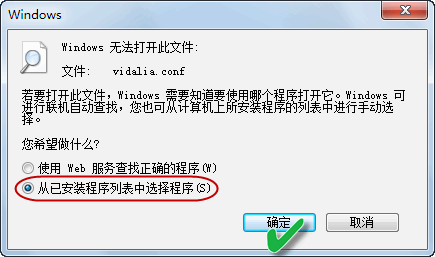 Windows
Windows 无法打开此文件:
文件: vidalia.conf
若要打开此文件，Windows 需要知道要使用哪个程序打开它。Windows 可
进行联机自动查找，您也可从计算机上所安装程序的列表中进行手动选
择。
您希望做什么?
使用 Web 服务查找正确的程序(W)
从已安装程序列表中选择程序(S)
确定 取消